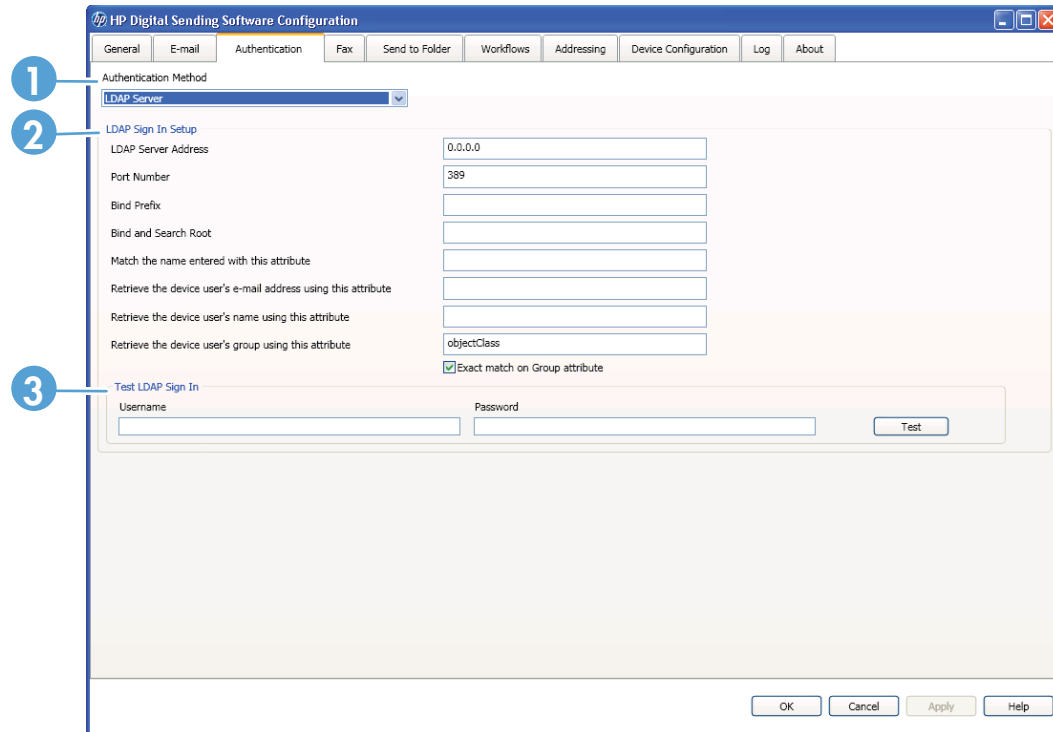 hp HP Digital Sending Software Configuration
General E-mail Authentication Fax Send to Folder Workflows Addressing Device Configuration Log About
1 Authentication Method
LDAP Server
2 LDAP Sign In Setup
LDAP Server Address 0.0.0.0
Port Number 389
Bind Prefix
Bind and Search Root
Match the name entered with this attribute
Retrieve the device user's e-mail address using this attribute
Retrieve the device user's name using this attribute
Retrieve the device user's group using this attribute objectClass
Exact match on Group attribute
3 Test LDAP Sign In
Username Password
Test
OK Cancel Apply Help